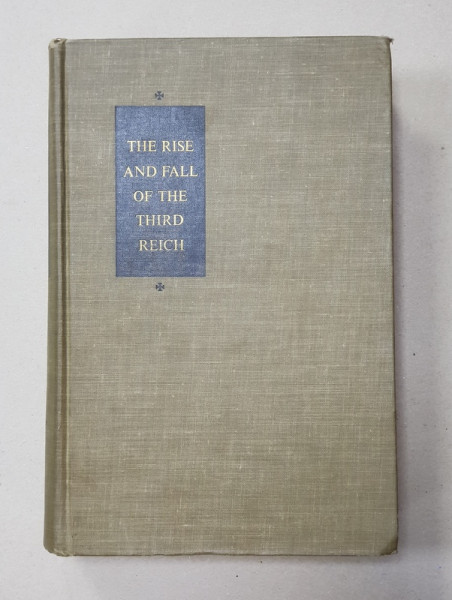 THE RISE
AND FALL
OF THE
THIRD
REICH